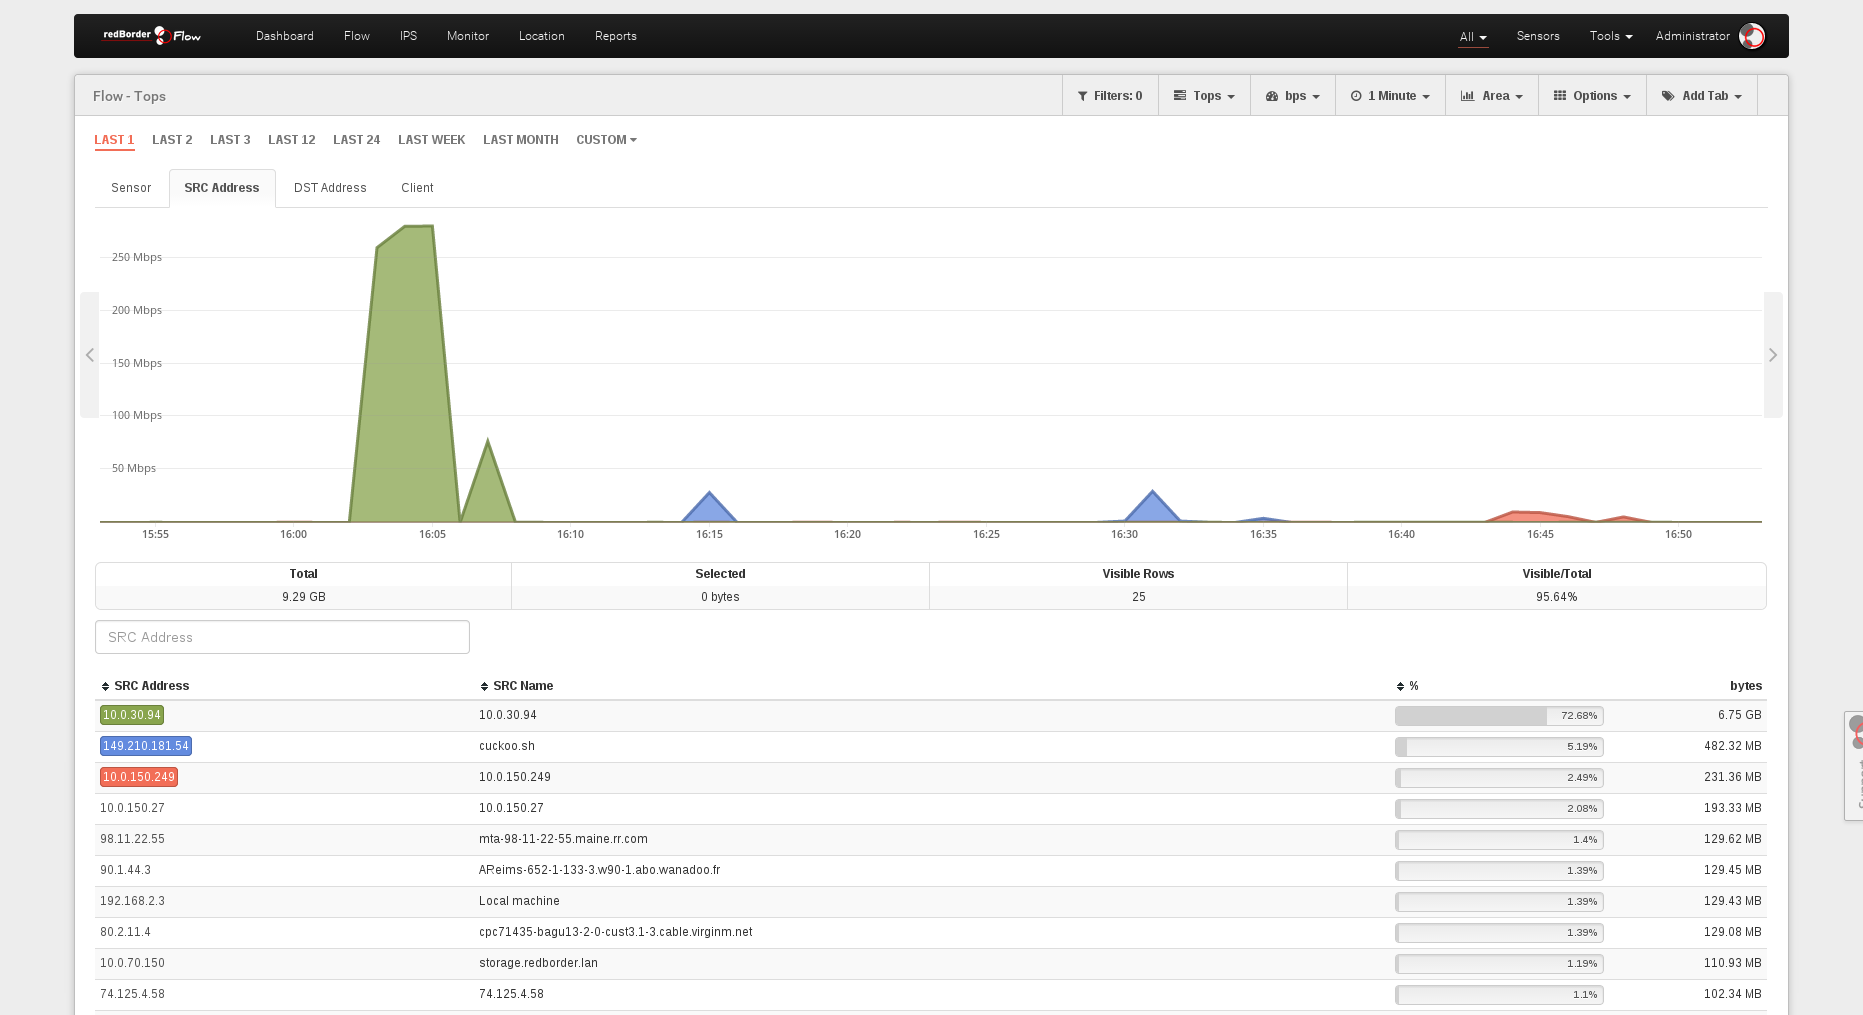 redBorder Flow Dashboard Flow IPS Monitor Location Reports All Sensors Tools Administrator
Flow - Tops Filters: 0 Tops bps 1 Minute Area Options Add Tab
LAST 1 LAST 2 LAST 3 LAST 12 LAST 24 LAST WEEK LAST MONTH CUSTOM
Sensor SRC Address DST Address Client
250 Mbps
200 Mbps
150 Mbps
100 Mbps
50 Mbps
15:55 16:00 16:05 16:10 16:15 16:20 16:25 16:30 16:35 16:40 16:45 16:50
Total Selected Visible Rows Visible/Total
9.29 GB 0 bytes 25 95.64%
SRC Address
SRC Address SRC Name % bytes
10.0.30.94 10.0.30.94 72.68% 6.75 GB
149.210.181.54 cuckoo.sh 5.19% 482.32 MB
10.0.150.249 10.0.150.249 2.49% 231.36 MB
10.0.150.27 10.0.150.27 2.08% 193.33 MB
98.11.22.55 mta-98-11-22-55.maine.rr.com 1.4% 129.62 MB
90.1.44.3 AReims-652-1-133-3.w90-1.abo.wanadoo.fr 1.39% 129.45 MB
192.168.2.3 Local machine 1.39% 129.43 MB
80.2.11.4 cpc71435-bagu13-2-0-cust3.1-3.cable.virginm.net 1.39% 129.08 MB
10.0.70.150 storage.redborder.lan 1.19% 110.93 MB
74.125.4.58 74.125.4.58 1.1% 102.34 MB